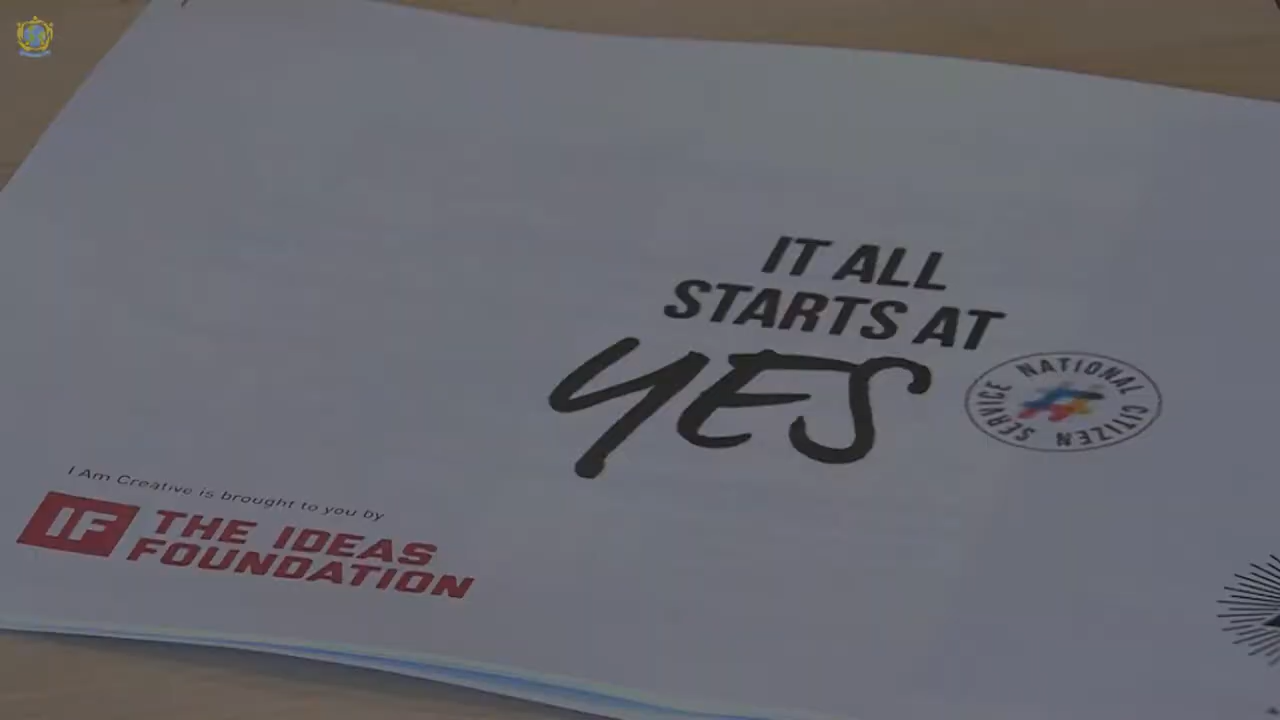 IT ALL
STARTS AT
YES
NATIONAL CITIZEN SERVICE
I Am Creative is brought to you by
IF THE IDEAS
FOUNDATION